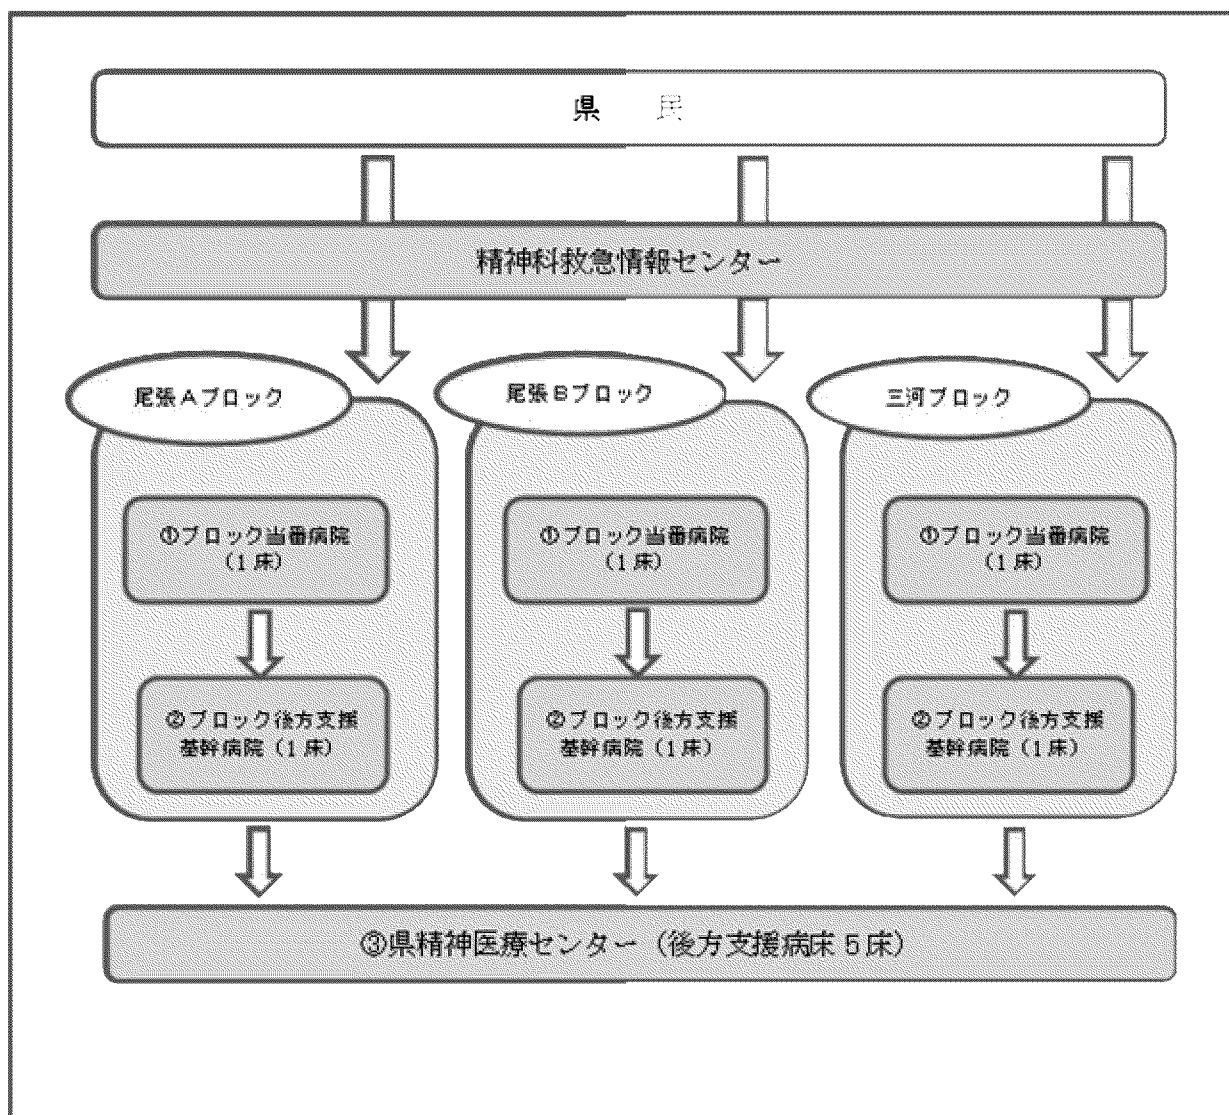 県 民
精神科救急情報センター
尾張Aブロック
尾張Bブロック
三河ブロック
①ブロック当番病院
(1床)
①ブロック当番病院
(1床)
①ブロック当番病院
(1床)
②ブロック後方支援
基幹病院(1床)
②ブロック後方支援
基幹病院(1床)
②ブロック後方支援
基幹病院(1床)
③県精神医療センター(後方支援病床5床)